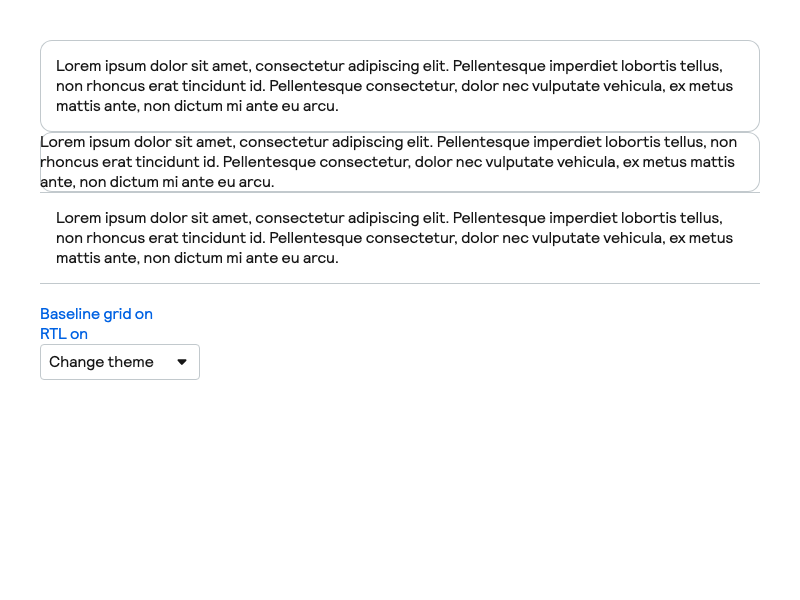 Lorem ipsum dolor sit amet, consectetur adipiscing elit. Pellentesque imperdiet lobortis tellus,
non rhoncus erat tincidunt id. Pellentesque consectetur, dolor nec vulputate vehicula, ex metus
mattis ante, non dictum mi ante eu arcu.
Lorem ipsum dolor sit amet, consectetur adipiscing elit. Pellentesque imperdiet lobortis tellus, non
rhoncus erat tincidunt id. Pellentesque consectetur, dolor nec vulputate vehicula, ex metus mattis
ante, non dictum mi ante eu arcu.
Lorem ipsum dolor sit amet, consectetur adipiscing elit. Pellentesque imperdiet lobortis tellus,
non rhoncus erat tincidunt id. Pellentesque consectetur, dolor nec vulputate vehicula, ex metus
mattis ante, non dictum mi ante eu arcu.
Baseline grid on
RTL on
Change theme